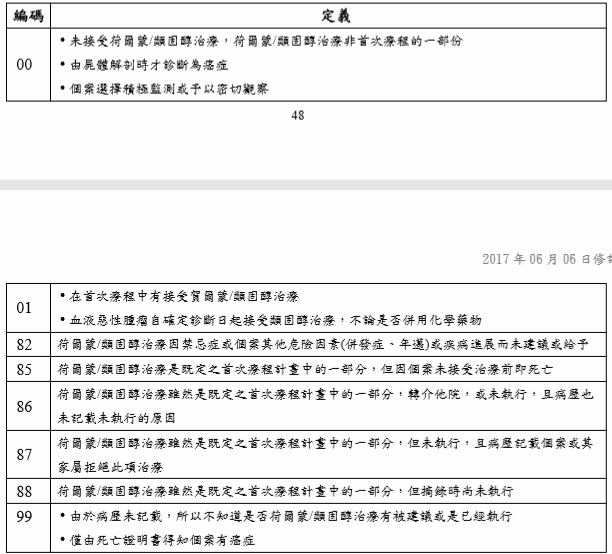 編碼 定義
00
• 未接受荷爾蒙/類固醇治療，荷爾蒙/類固醇治療非首次療程的一部份
• 由屍體解剖時才診斷為癌症
• 個案選擇積極監測或予以密切觀察
48
2017 年 06 月 06 日修
01
• 在首次療程中有接受賀爾蒙/類固醇治療
• 血液惡性腫瘤自確定診斷日起接受類固醇治療，不論是否併用化學藥物
82 荷爾蒙/類固醇治療因禁忌症或個案其他危險因素(併發症、年邁)或疾病進展而未建議或給予
85 荷爾蒙/類固醇治療是既定之首次療程計畫中的一部分，但因個案未接受治療前即死亡
86
荷爾蒙/類固醇治療雖然是既定之首次療程計畫中的一部分，轉介他院，或未執行，且病歷也
未記載未執行的原因
87
荷爾蒙/類固醇治療雖然是既定之首次療程計畫中的一部分，但未執行，且病歷記載個案或其
家屬拒絕此項治療
88 荷爾蒙/類固醇治療雖然是既定之首次療程計畫中的一部分，但摘錄時尚未執行
99
• 由於病歷未記載，所以不知道是否荷爾蒙/類固醇治療有被建議或是已經執行
• 僅由死亡證明書得知個案有癌症